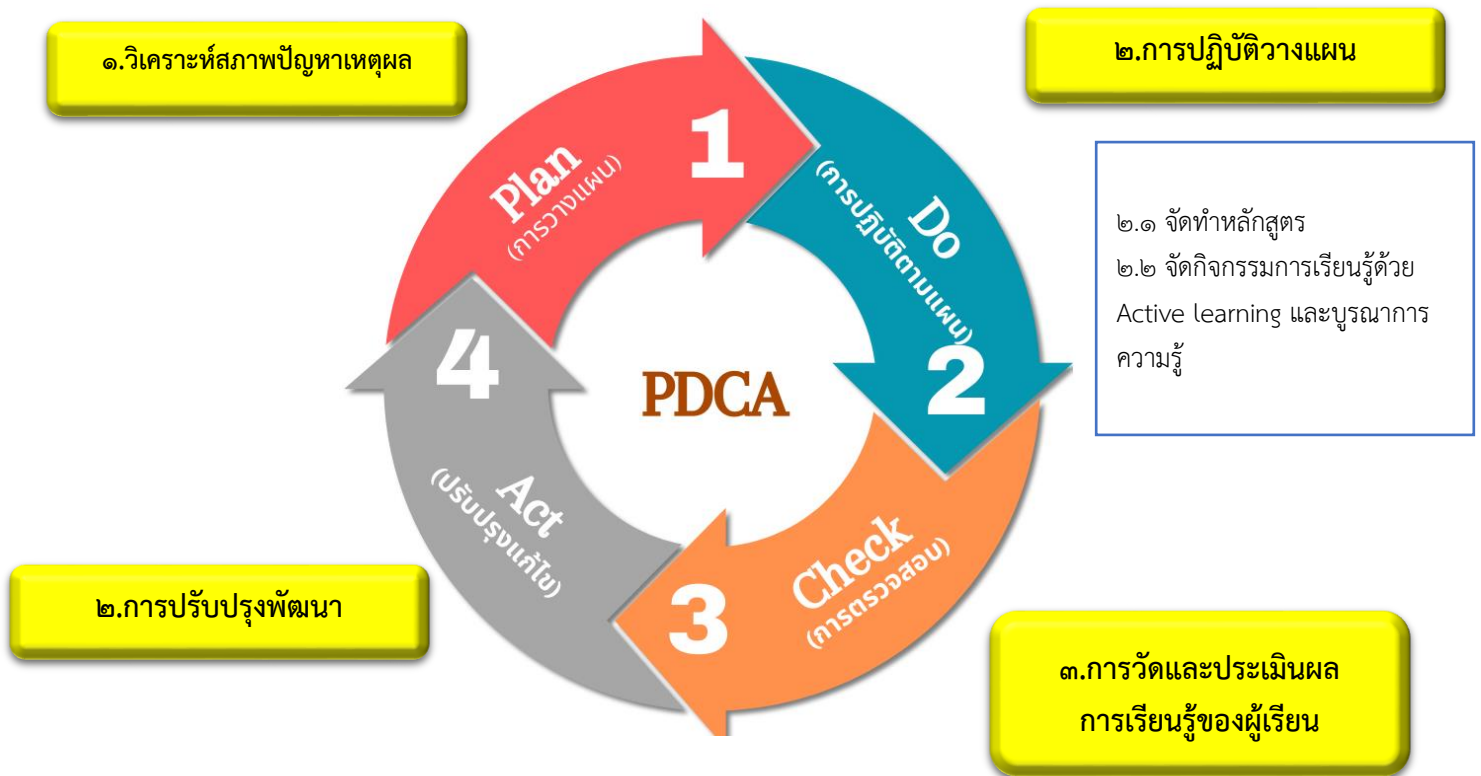 ๑.วิเคราะห์สภาพปัญหาเหตุผล
๒.การปฏิบัติวางแผน
1
Plan
(การวางแผน)
Do
(การปฏิบัติตามแผน)
2
๒.๑ จัดทำหลักสูตร
๒.๒ จัดกิจกรรมการเรียนรู้ด้วย
Active learning และบูรณาการ
ความรู้
4
PDCA
Act
(ปรับปรุงแก้ไข)
Check
(การตรวจสอบ)
3
๒.การปรับปรุงพัฒนา
๓.การวัดและประเมินผล
การเรียนรู้ของผู้เรียน